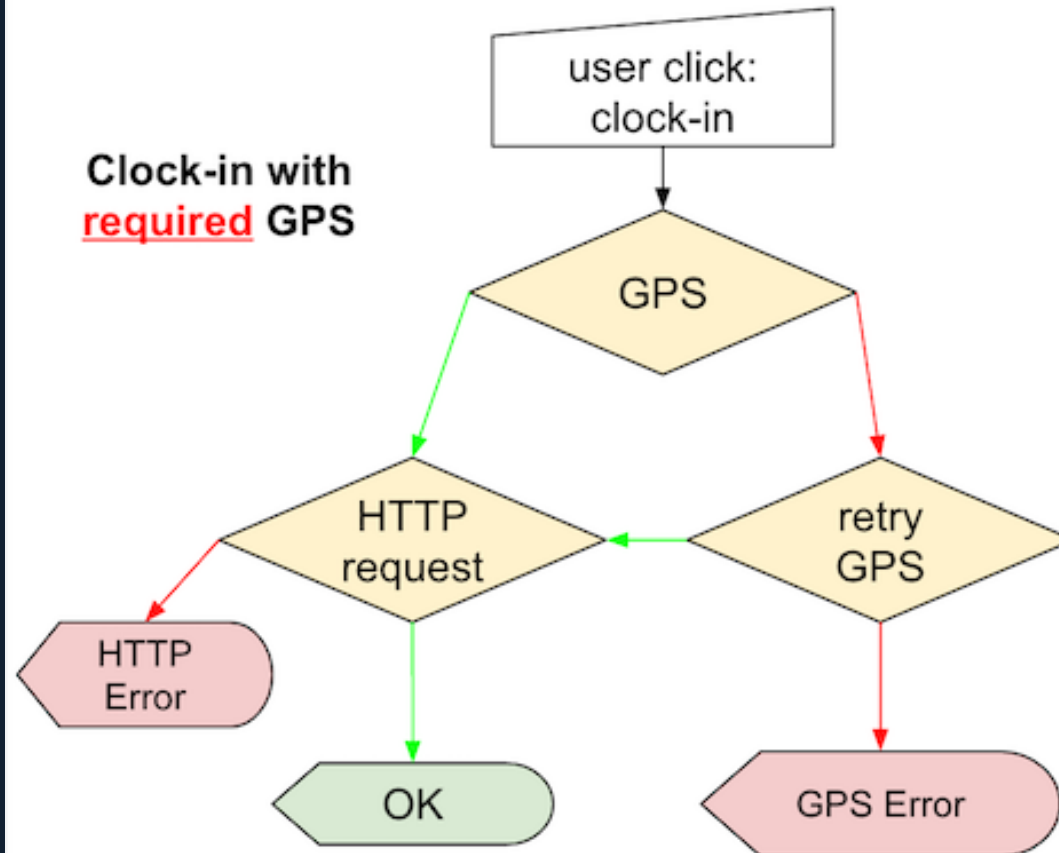 user click:
clock-in
Clock-in with
required GPS
GPS
HTTP
request
retry
GPS
HTTP
Error
OK
GPS Error